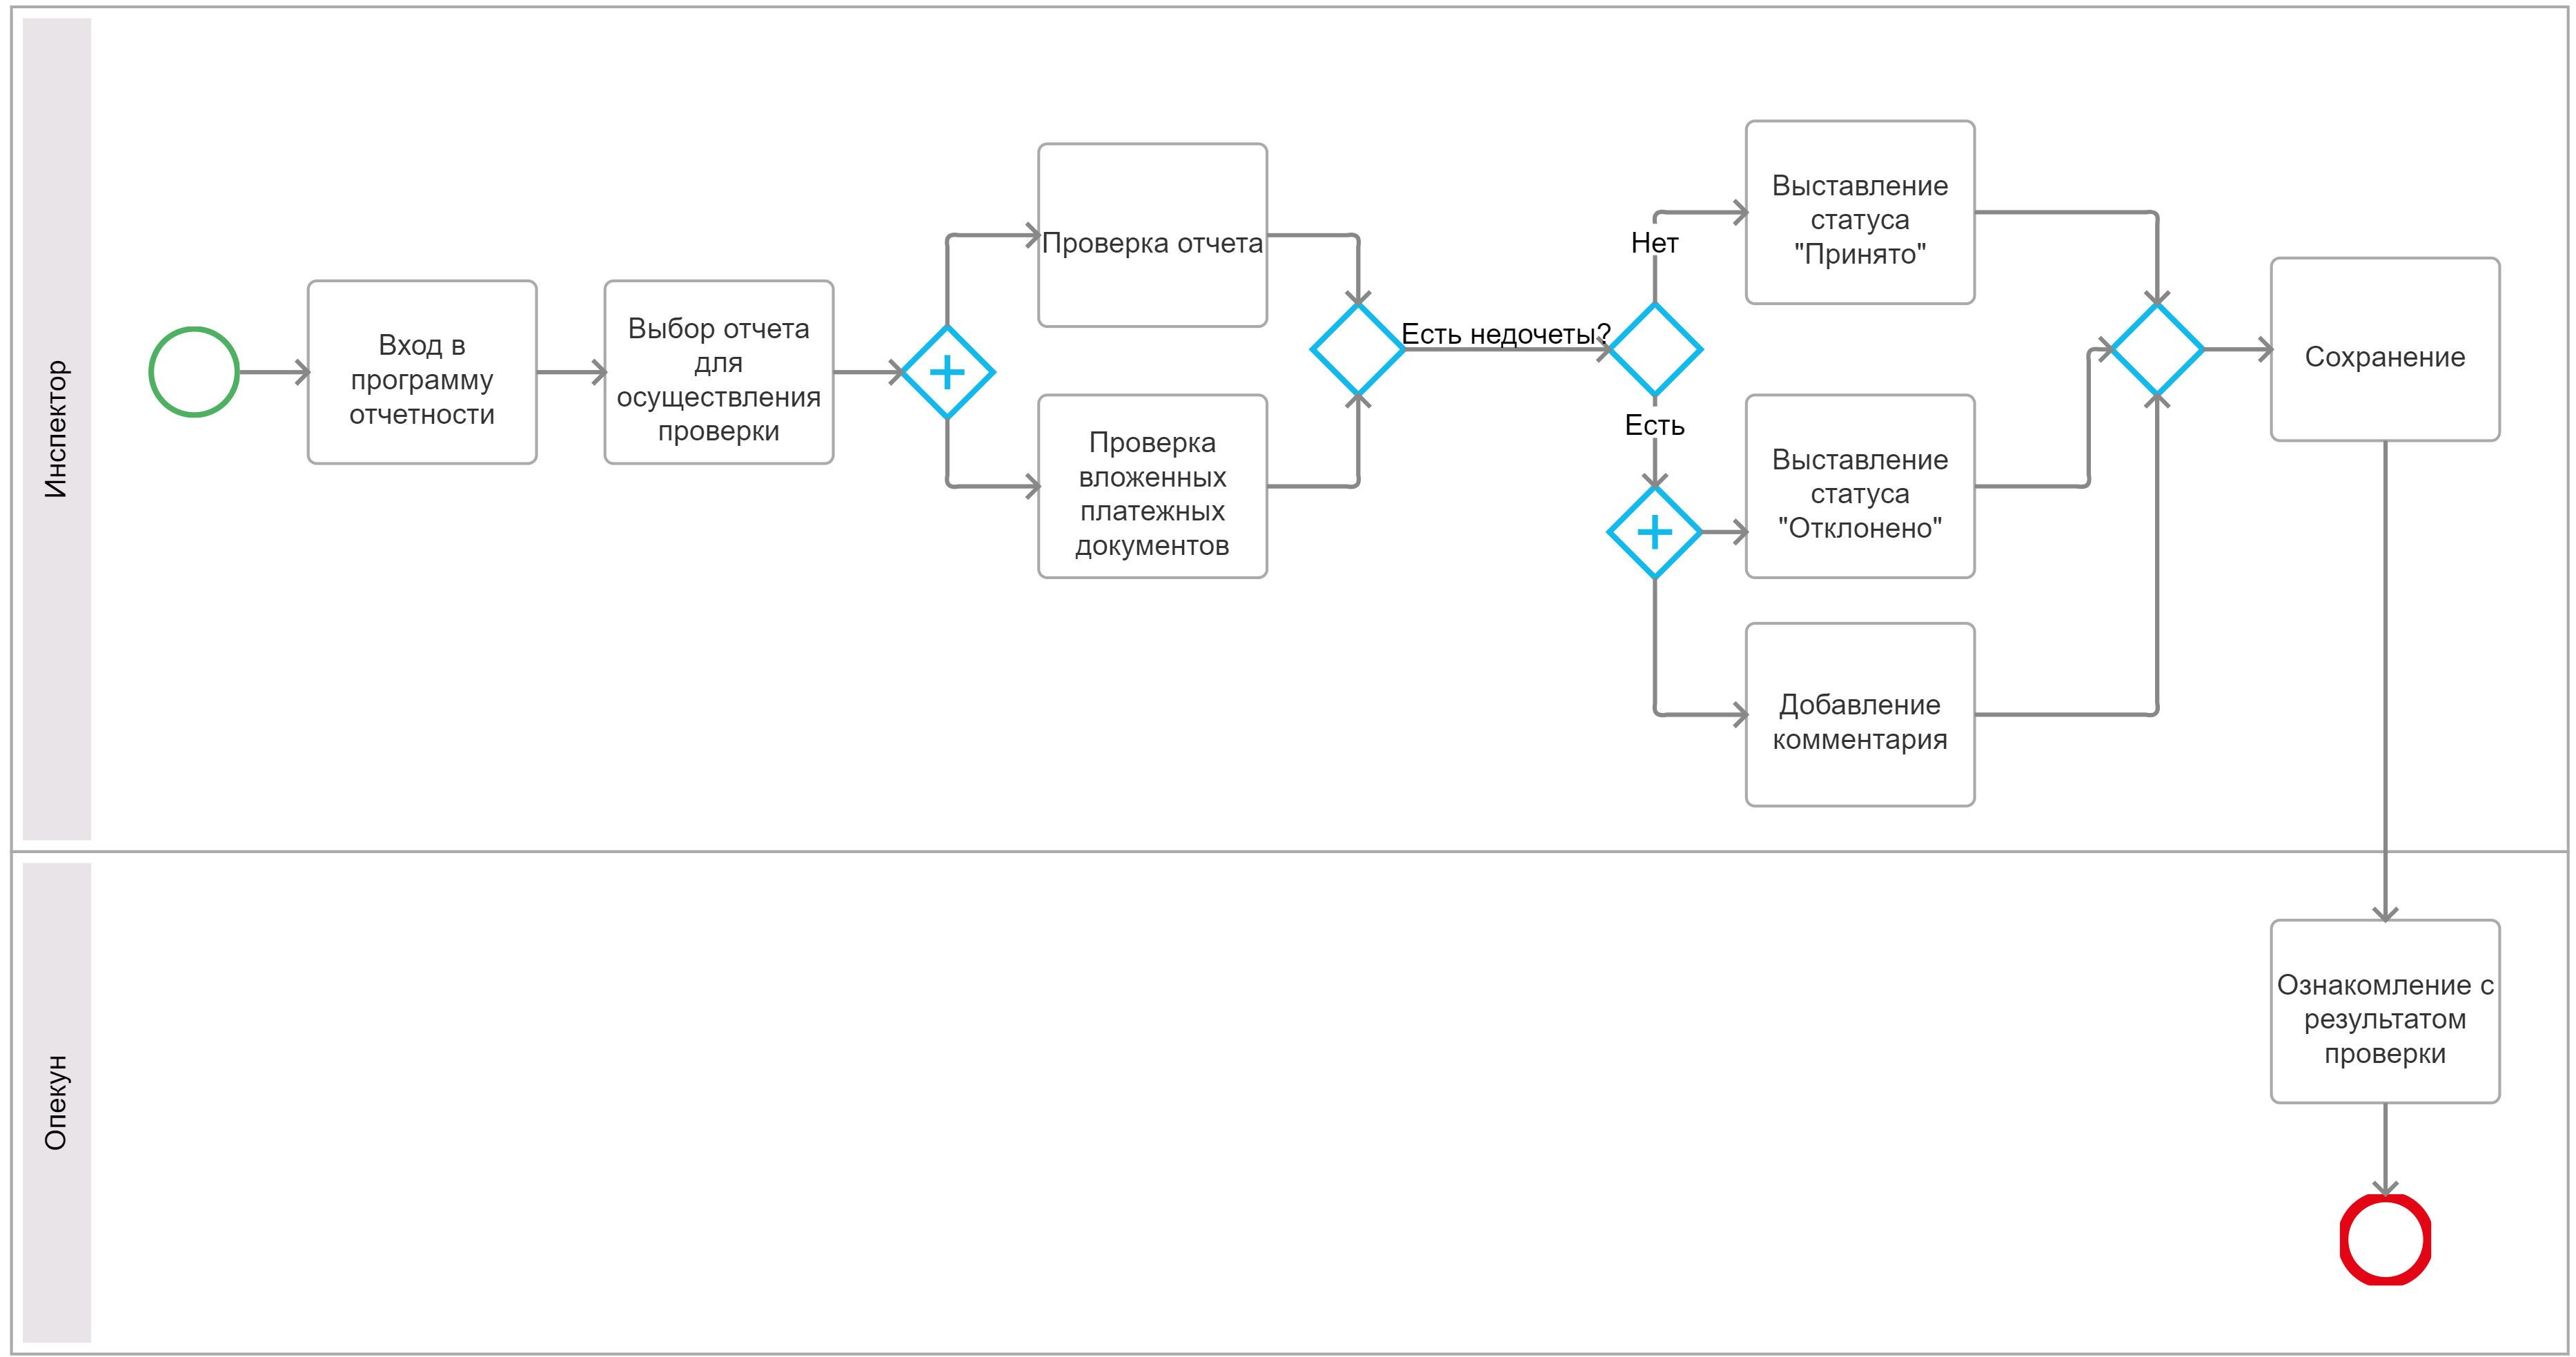 Инспектор
Вход в
программу
отчетности
Выбор отчета
для
осуществления
проверки
Проверка отчета
Проверка
вложенных
платежных
документов
Есть недочеты?
Нет
Есть
Выставление
статуса
"Принято"
Выставление
статуса
"Отклонено"
Добавление
комментария
Сохранение
Опекун
Ознакомление с
результатом
проверки